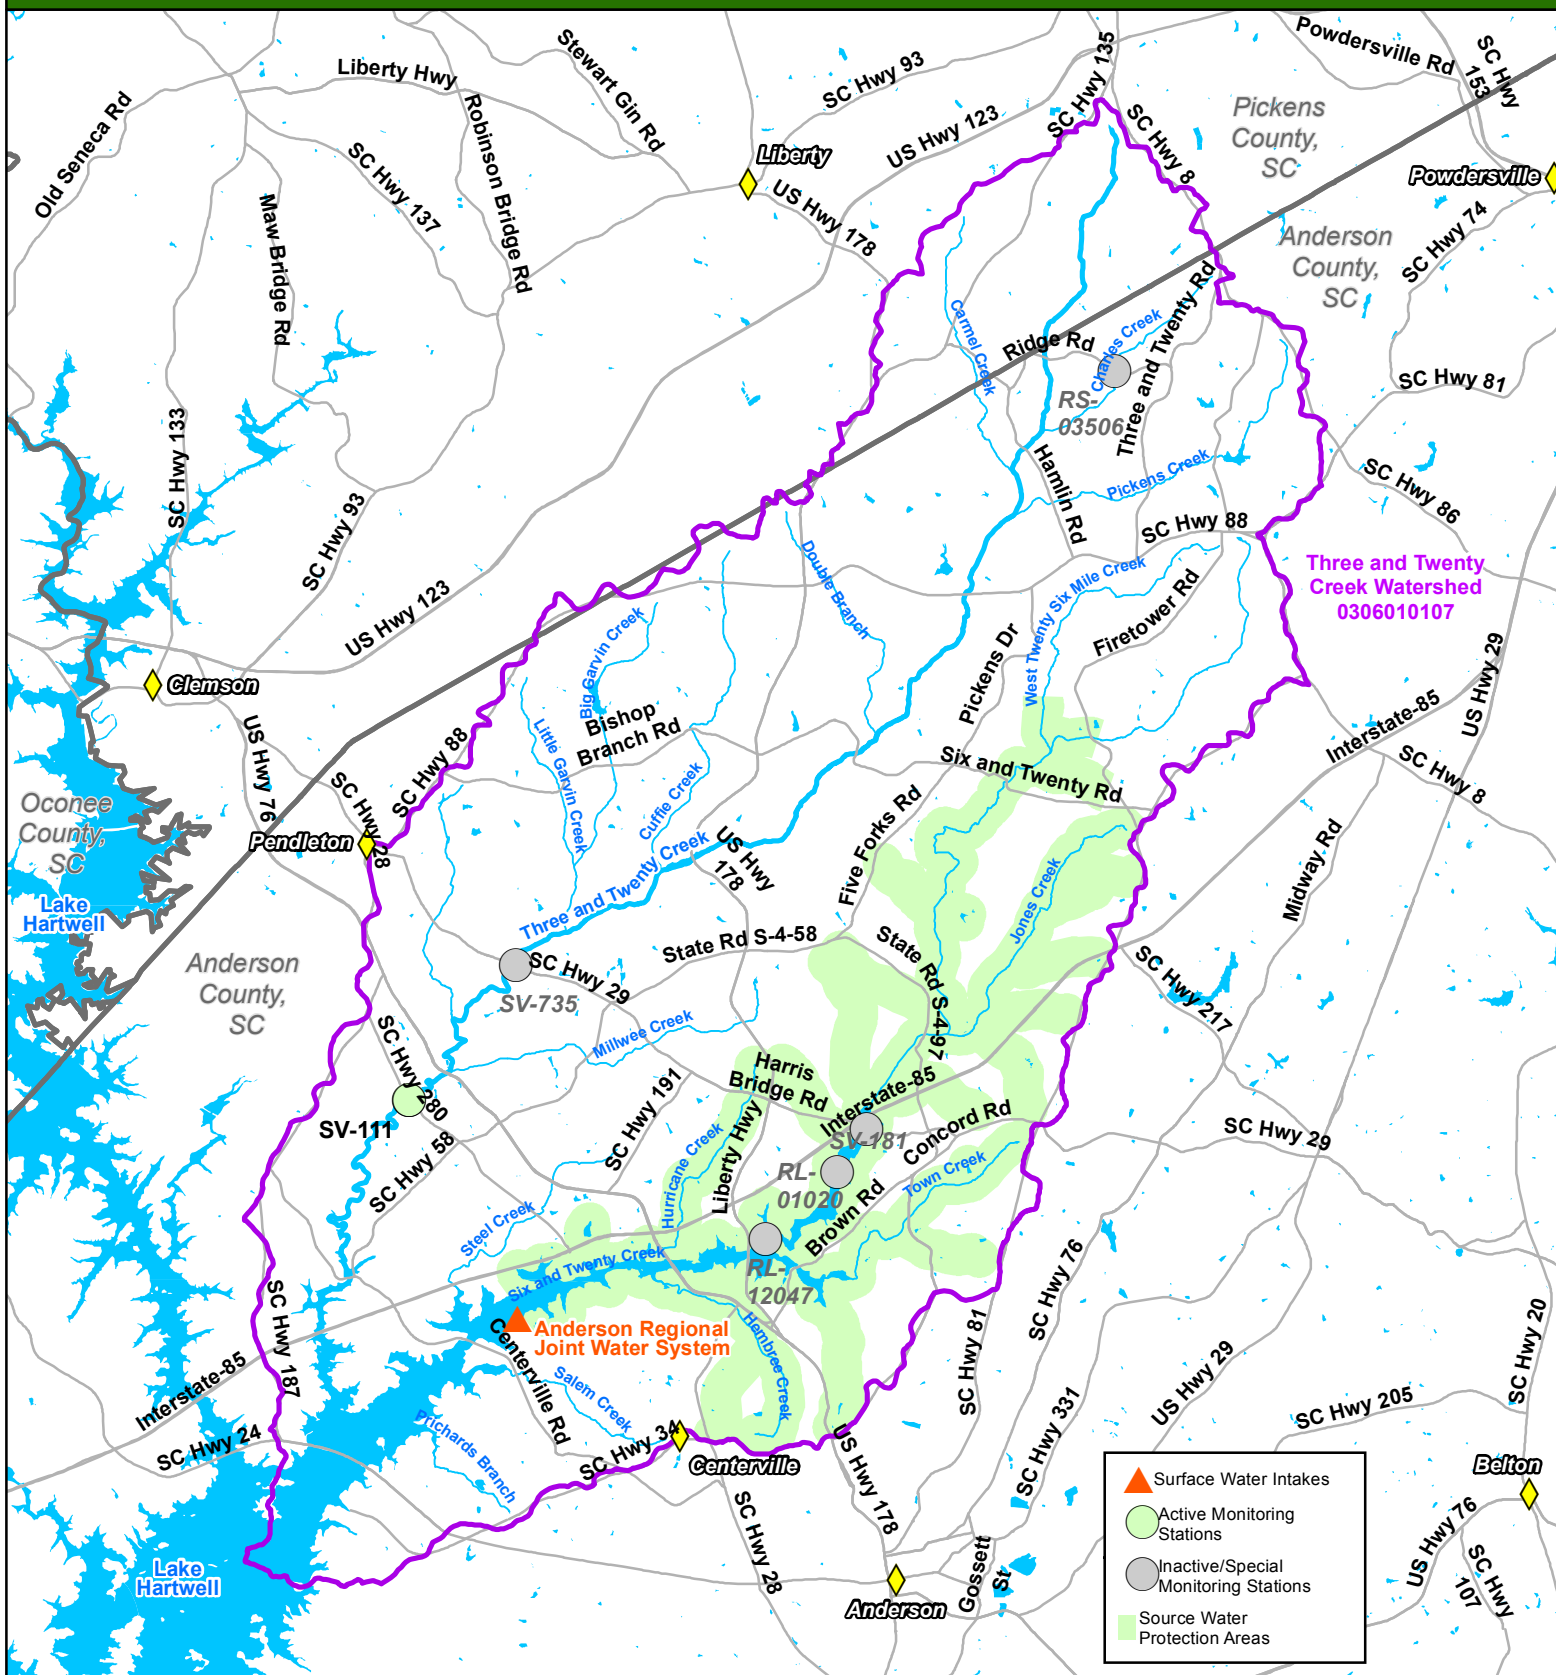 Stewart Gin Rd
Liberty Hwy
SC Hwy 93
SC Hwy 135
Powdersville Rd
SC Hwy
153
Old Seneca Rd
Robinson Bridge Rd
SC Hwy 137
US Hwy 123
SC Hwy 8
Pickens
County,
SC
Liberty
Powdersville
US Hwy 178
Maw Bridge Rd
Anderson
County,
SC
SC Hwy 74
Carmel Creek
Ridge Rd
Charles Creek
Three and Twenty Rd
RS-
03506
SC Hwy 81
SC Hwy 133
Hamlin Rd
Pickens Creek
SC Hwy 86
SC Hwy 93
SC Hwy 88
Double Branch
West Twenty Six Mile Creek
Firetower Rd
Three and Twenty
Creek Watershed
0306010107
US Hwy 123
Big Garvin Creek
Pickens Dr
US Hwy 29
Clemson
Bishop
Branch Rd
Little Garvin Creek
Interstate-85
US Hwy 76
SC Hwy 88
SC Hwy 28
Six and Twenty Rd
SC Hwy 8
Oconee
County,
SC
Cuffie Creek
Five Forks Rd
Pendleton
US Hwy
178
Midway Rd
Jones Creek
Lake
Hartwell
Three and Twenty Creek
State Rd S-4-58
State Rd S-4-97
SC Hwy 29
SV-735
SC Hwy 217
Anderson
County,
SC
Millwee Creek
SC Hwy 280
Harris
Bridge Rd
Interstate-85
SV-111
SC Hwy 58
SC Hwy 191
Hurricane Creek
Liberty Hwy
SV-181
Concord Rd
SC Hwy 29
RL-
01020
Town Creek
Brown Rd
Steel Creek
Six and Twenty Creek
RL-
12047
SC Hwy 76
SC Hwy 187
Anderson Regional
Joint Water System
Centerville Rd
Hembree Creek
SC Hwy 81
Interstate-85
Salem Creek
US Hwy 29
SC Hwy 20
SC Hwy 331
SC Hwy 205
Prichards Branch
SC Hwy 24
SC Hwy 34
Centerville
US Hwy 178
SC Hwy 28
Belton
US Hwy 76
SC Hwy
107
Lake
Hartwell
Gossett
St
Anderson
Surface Water Intakes
Active Monitoring
Stations
Inactive/Special
Monitoring Stations
Source Water
Protection Areas